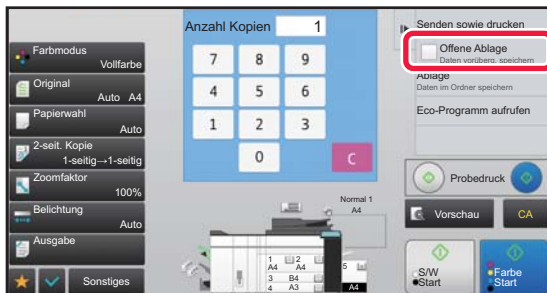 Anzahl Kopien 1
Senden sowie drucken
Offene Ablage
Daten vorüberg. speichern
Ablage
Daten im Ordner speichern
Eco-Programm aufrufen
Farbmodus
Vollfarbe
Original
Auto A4
Papierwahl
Auto
2-seit. Kopie
1-seitig→1-seitig
Zoomfaktor
100%
Belichtung
Auto
Ausgabe
Sonstiges
7 8 9
4 5 6
1 2 3
0 C
Normal 1
A4
1 A4
2 A4
3 B4
4 A3
5
A4
Probedruck
Vorschau
CA
S/W
Start
Farbe
Start